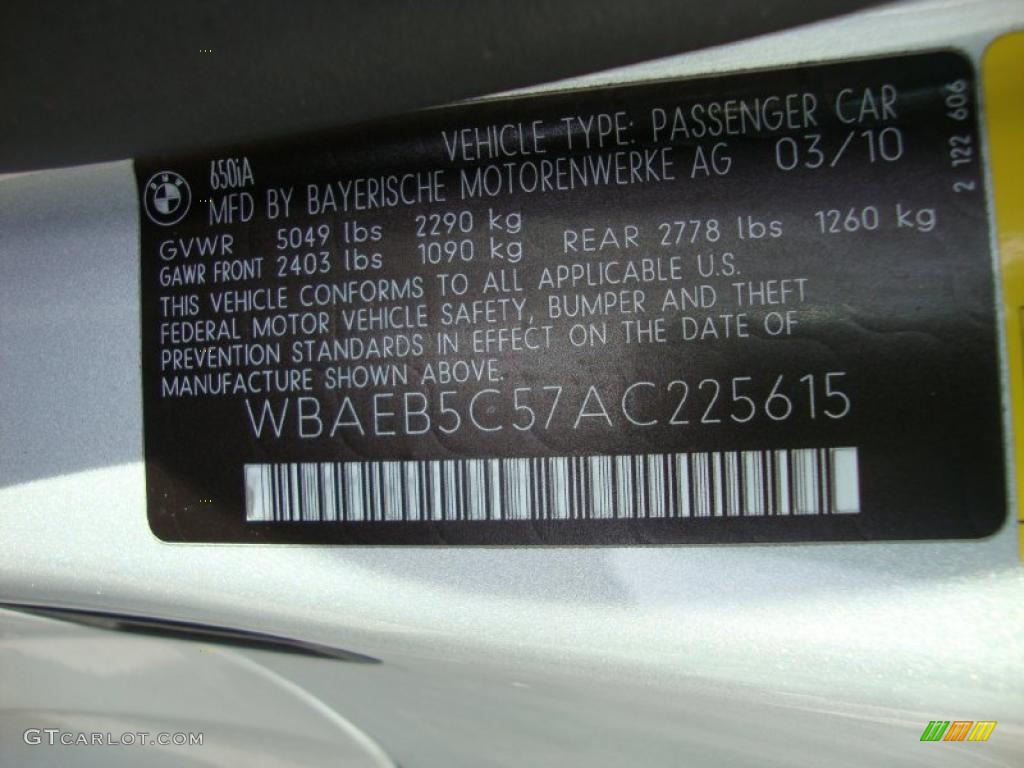 VEHICLE TYPE: PASSENGER CAR
650iA
MFD BY BAYERISCHE MOTORENWERKE AG 03/10
GVWR 5049 lbs 2290 kg
GAWR FRONT 2403 lbs 1090 kg REAR 2778 lbs 1260 kg
THIS VEHICLE CONFORMS TO ALL APPLICABLE U.S.
FEDERAL MOTOR VEHICLE SAFETY, BUMPER AND THEFT
PREVENTION STANDARDS IN EFFECT ON THE DATE OF
MANUFACTURE SHOWN ABOVE.
WBAEB5C57AC225615
2 122 606
BMW
GTCARLOT.COM